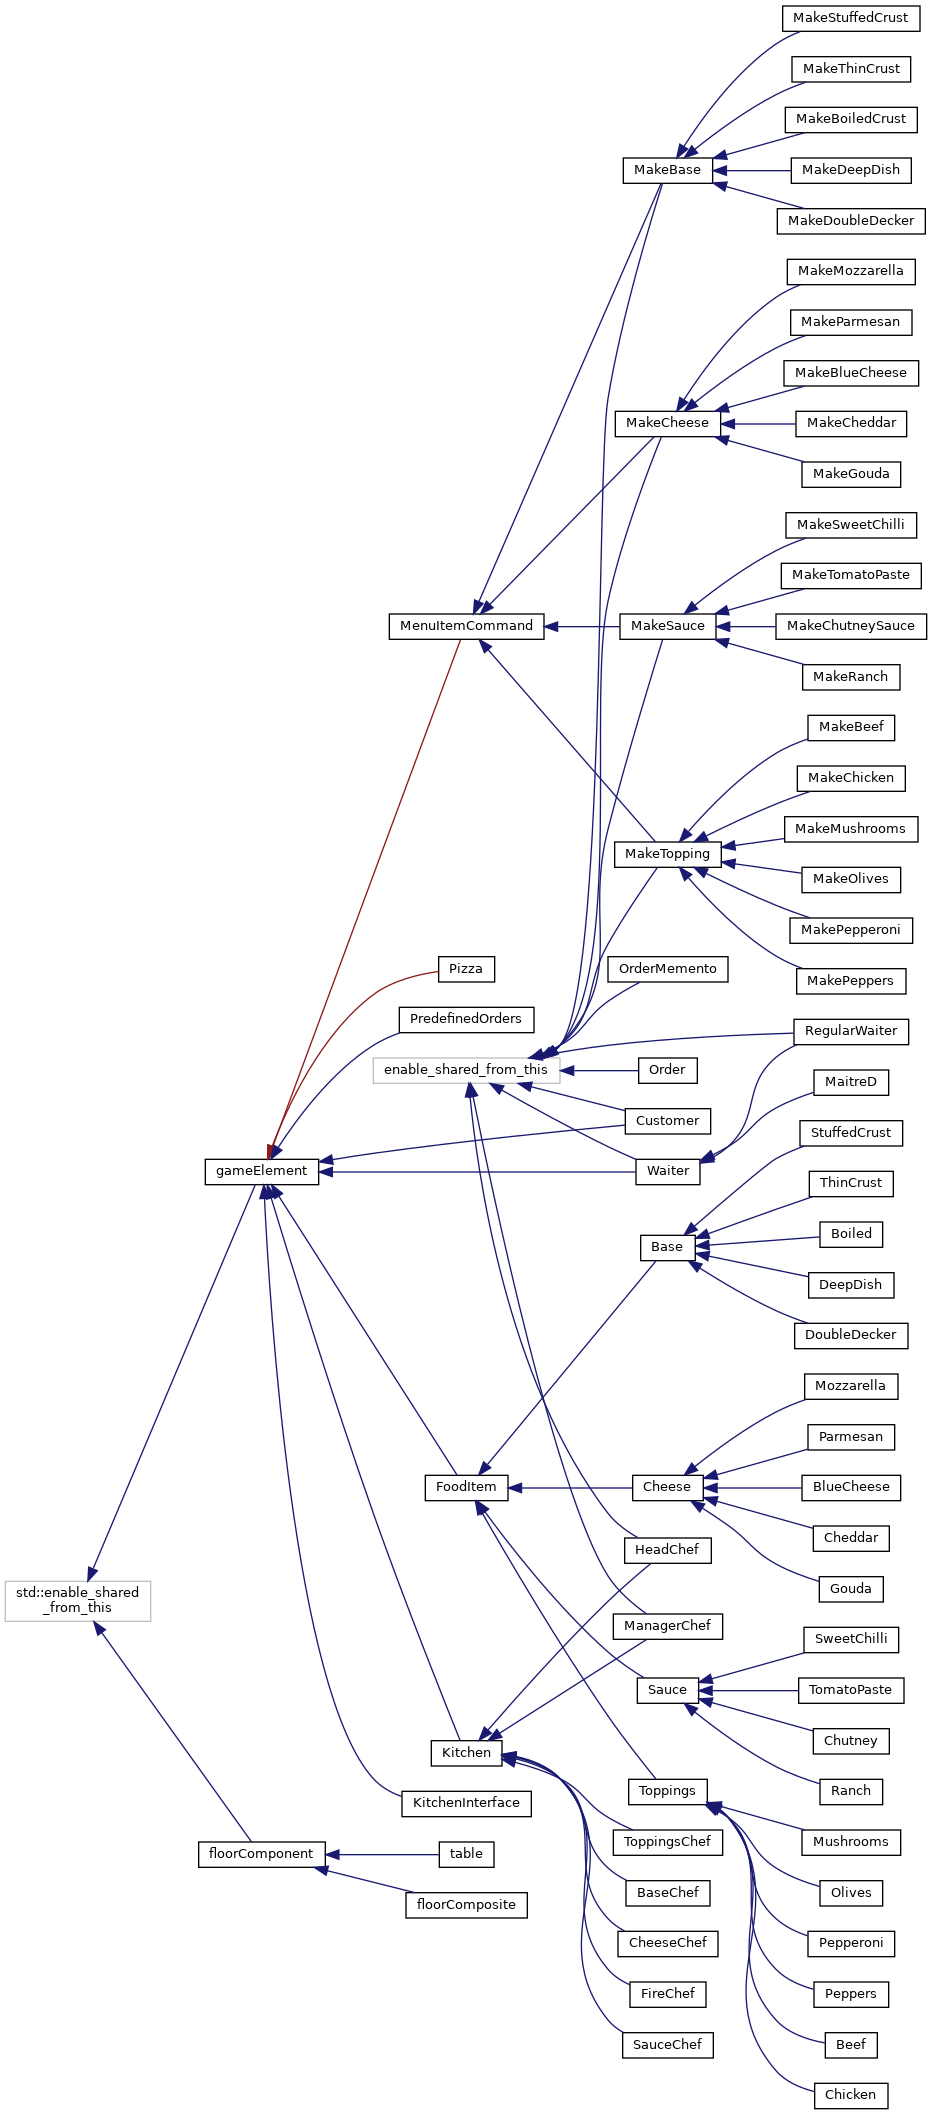 MakeStuffedCrust
MakeThinCrust
MakeBoiledCrust
MakeBase
MakeDeepDish
MakeDoubleDecker
MakeMozzarella
MakeParmesan
MakeBlueCheese
MakeCheese
MakeCheddar
MakeGouda
MakeSweetChilli
MakeTomatoPaste
MenuItemCommand
MakeSauce
MakeChutneySauce
MakeRanch
MakeBeef
MakeChicken
MakeMushrooms
MakeTopping
MakeOlives
MakePepperoni
Pizza
OrderMemento
MakePeppers
PredefinedOrders
RegularWaiter
enable_shared_from_this
Order
MaitreD
Customer
StuffedCrust
gameElement
Waiter
ThinCrust
Boiled
Base
DeepDish
DoubleDecker
Mozzarella
Parmesan
FoodItem
Cheese
BlueCheese
Cheddar
HeadChef
Gouda
std::enable_shared
_from_this
ManagerChef
SweetChilli
Sauce
TomatoPaste
Chutney
Kitchen
Toppings
Ranch
KitchenInterface
ToppingsChef
Mushrooms
floorComponent
table
BaseChef
Olives
floorComposite
CheeseChef
Pepperoni
FireChef
Peppers
SauceChef
Beef
Chicken